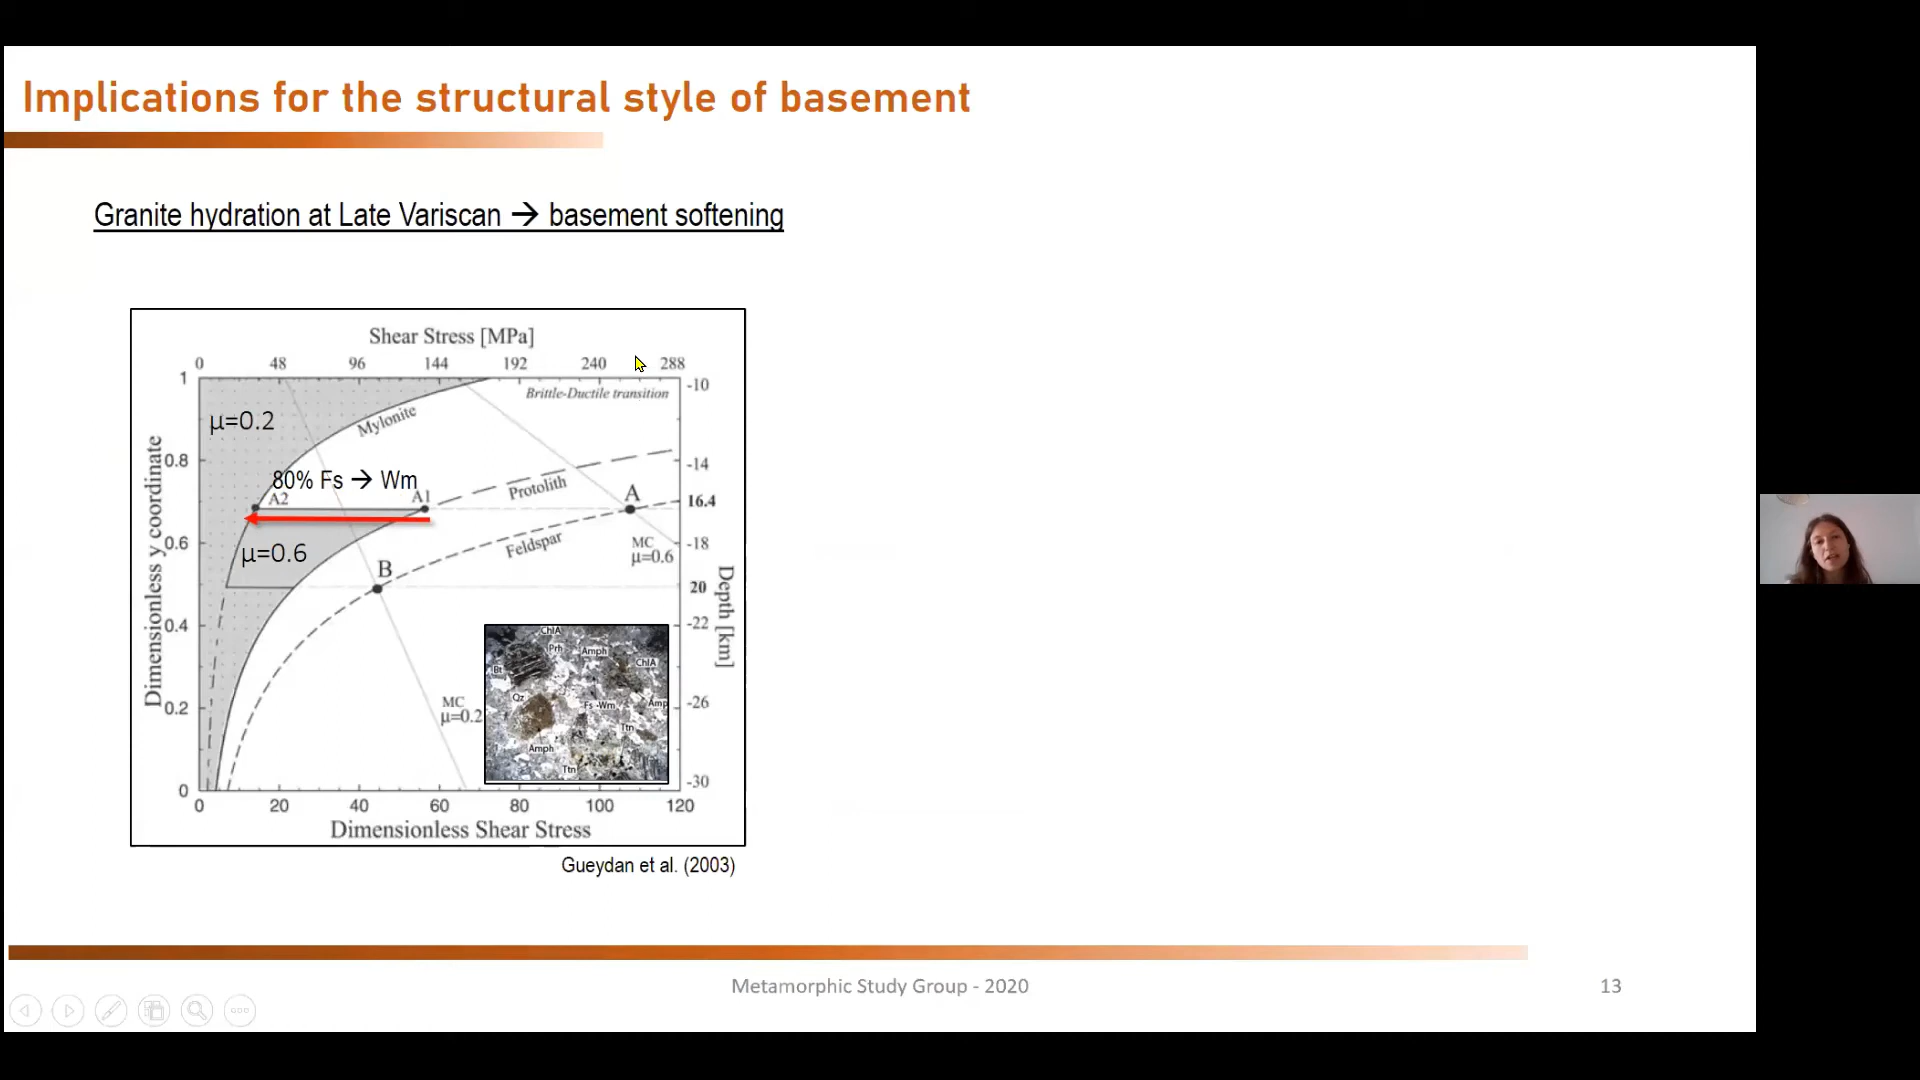 Implications for the structural style of basement
Granite hydration at Late Variscan → basement softening
Shear Stress [MPa]
0 48 96 144 192 240 288
1
-10
Brittle-Ductile transition
μ=0.2
Mylonite
0.8
-14
80% Fs → Wm
A2
A1
Protolith
A
16.4
μ=0.6
Feldspar
MC
μ=0.6
0.6
-18
B
20
0.4
-22
MC
μ=0.2
0.2
-26
0
-30
Dimensionless y coordinate
Depth [km]
ChlA
Prh
Amph
ChlA
Bt
Qz
Fs-Wm
Amp
Ttn
Amph
Ttn
0 20 40 60 80 100 120
Dimensionless Shear Stress
Gueydan et al. (2003)
Metamorphic Study Group - 2020
13